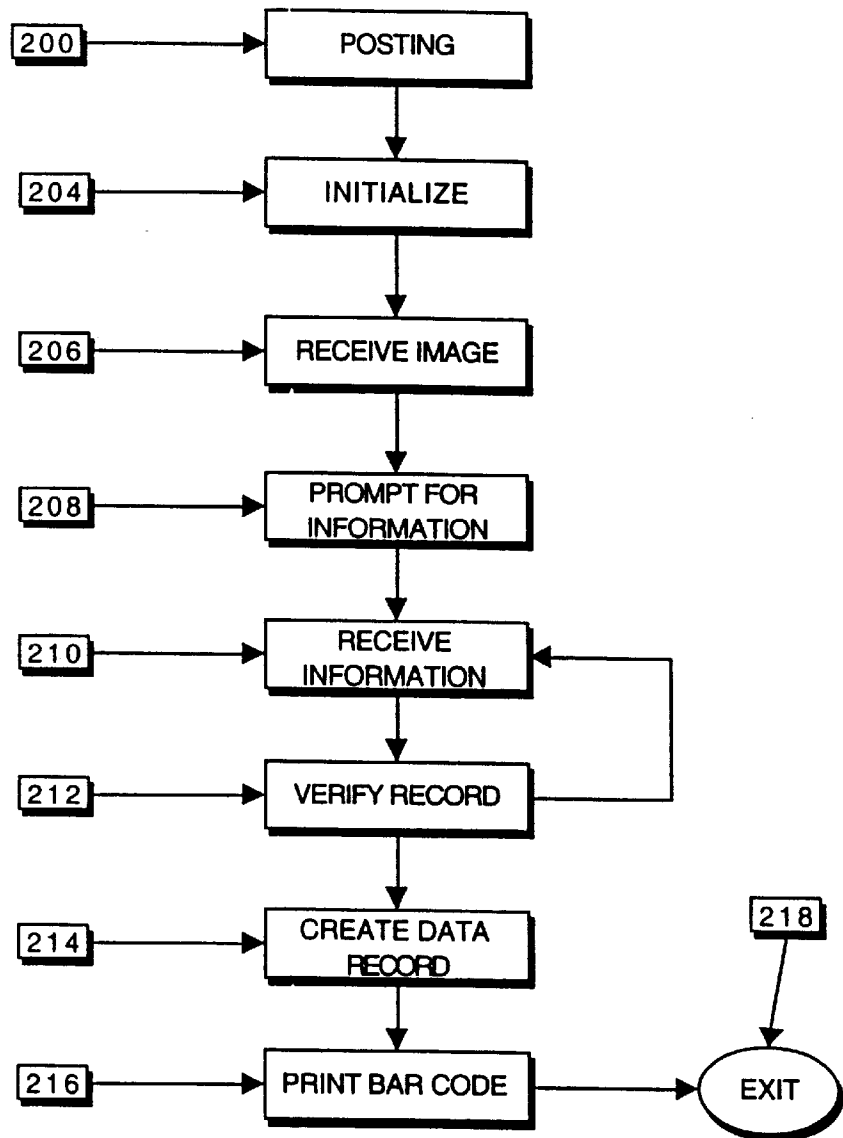 200
POSTING
204
INITIALIZE
206
RECEIVE IMAGE
208
PROMPT FOR
INFORMATION
210
RECEIVE
INFORMATION
212
VERIFY RECORD
214
CREATE DATA
RECORD
218
216
PRINT BAR CODE
EXIT